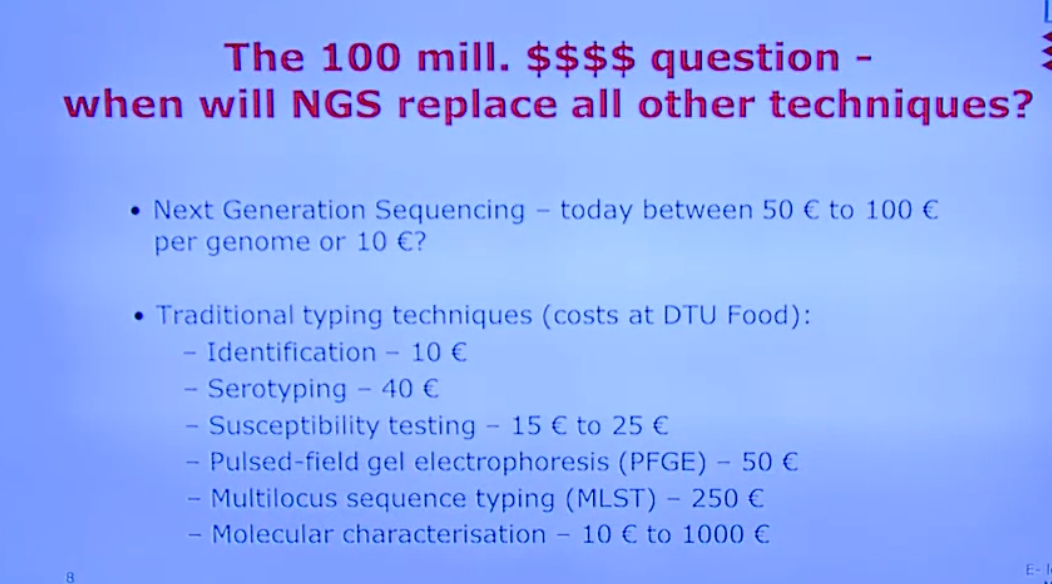 The 100 mill. $$$$ question -
when will NGS replace all other techniques?
• Next Generation Sequencing – today between 50 € to 100 €
per genome or 10 €?
• Traditional typing techniques (costs at DTU Food):
– Identification – 10 €
– Serotyping – 40 €
– Susceptibility testing – 15 € to 25 €
– Pulsed-field gel electrophoresis (PFGE) – 50 €
– Multilocus sequence typing (MLST) – 250 €
– Molecular characterisation – 10 € to 1000 €
8